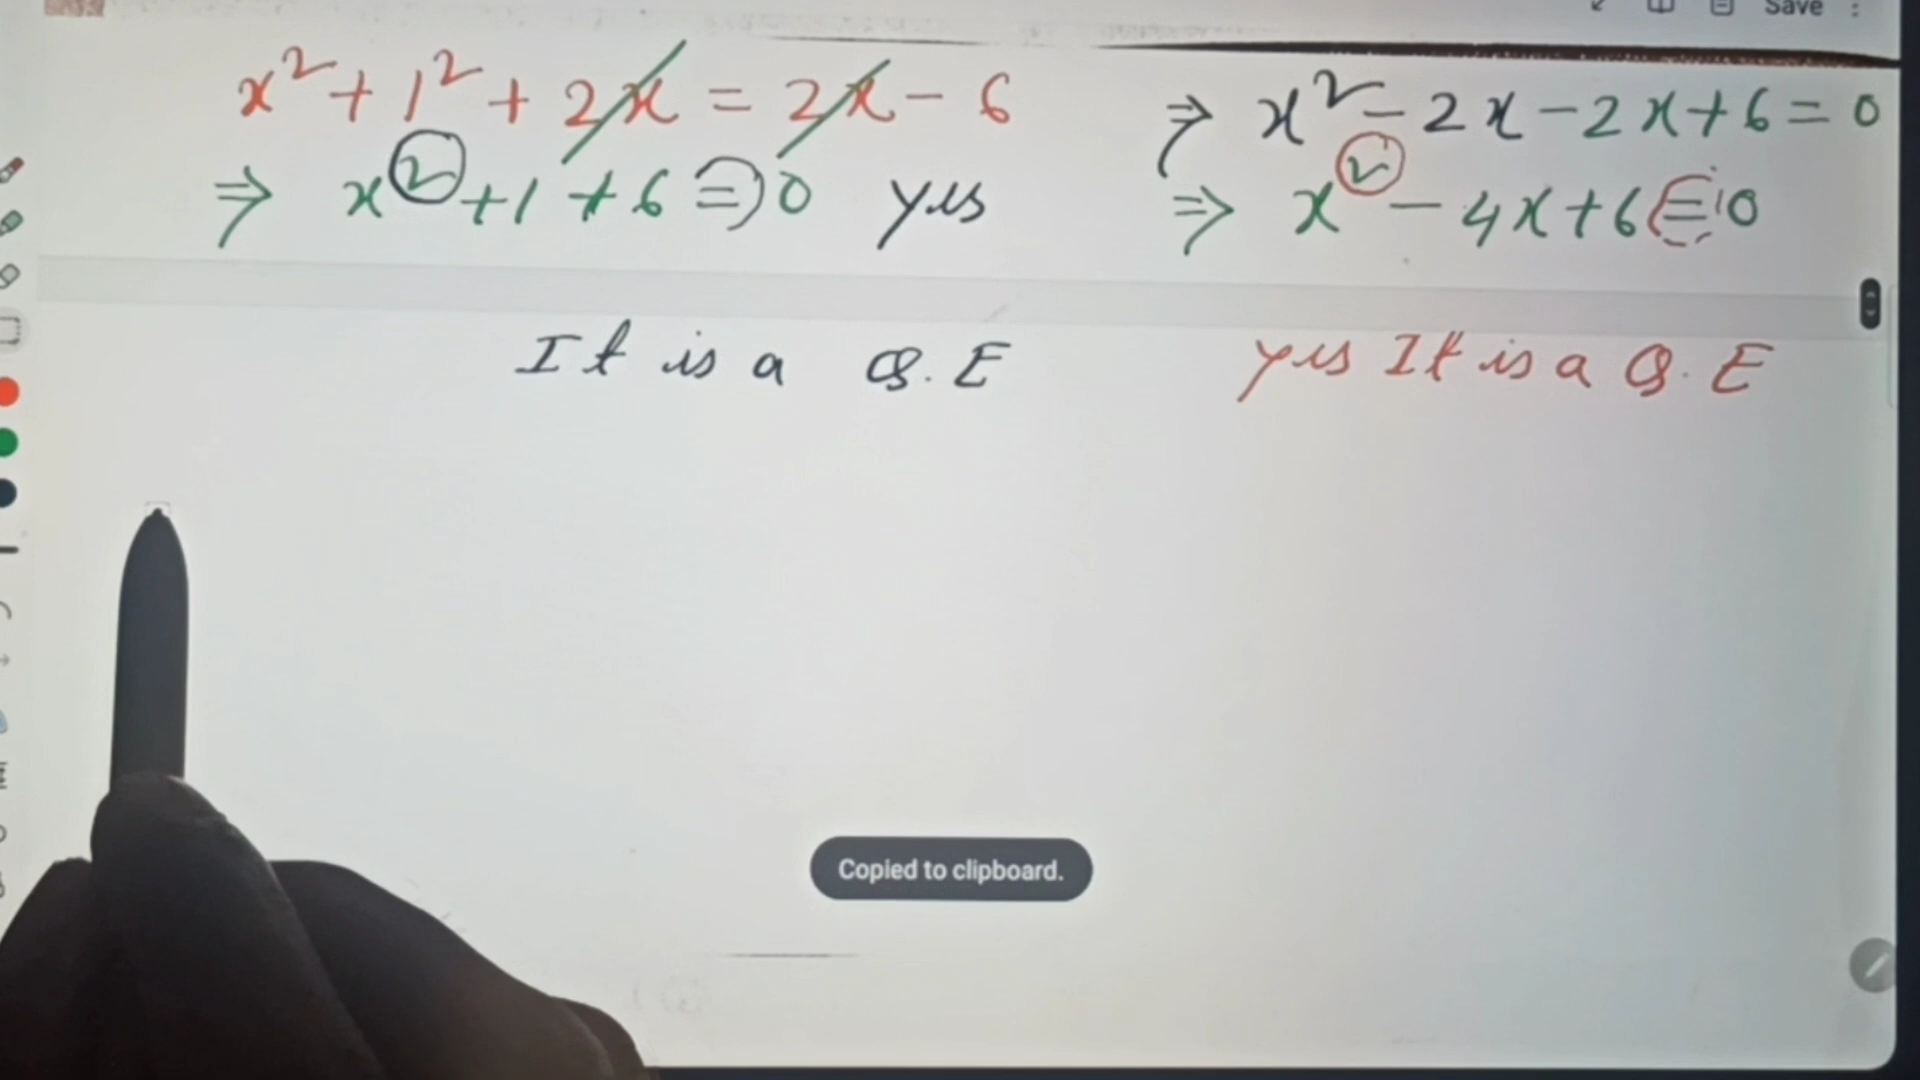 Save
x² + 1² + 2x = 2x - 6
⇒ x² + 1 + 6 = 0 yes
It is a Q.E
⇒ x² - 2x - 2x + 6 = 0
⇒ x² - 4x + 6 = 0
yes It is a Q.E
Copied to clipboard.